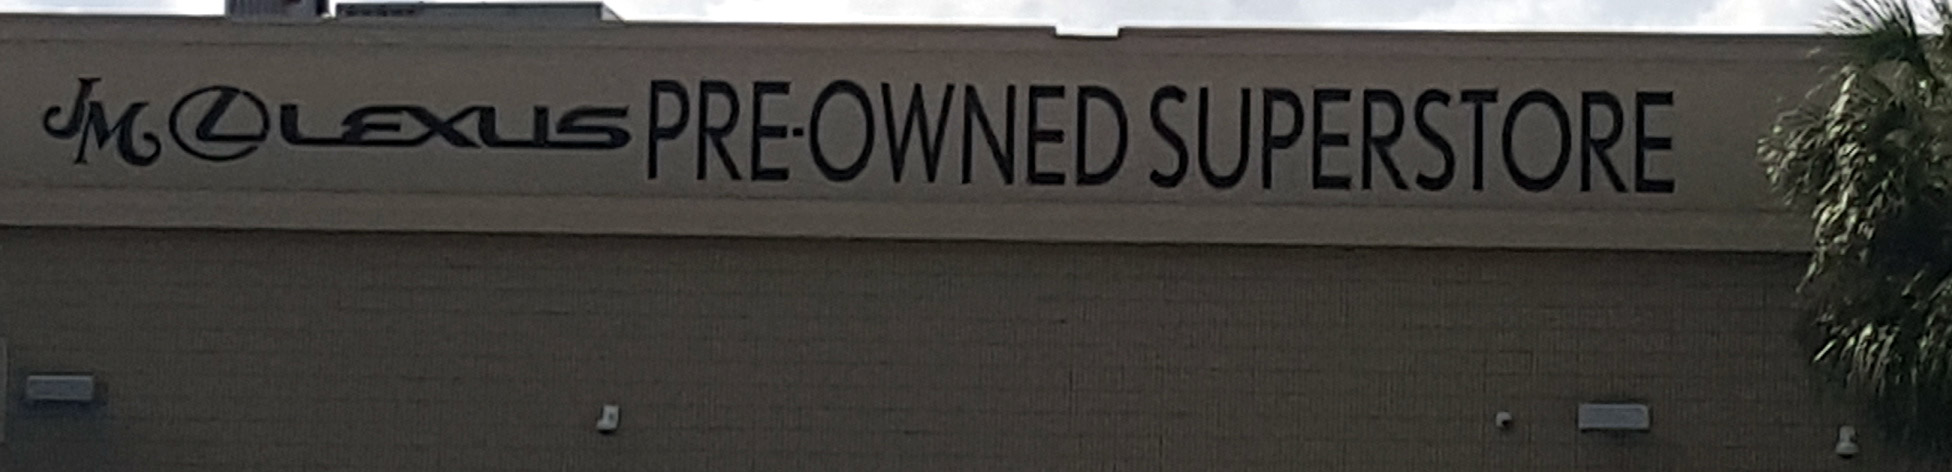 JM LEXUS PRE-OWNED SUPERSTORE